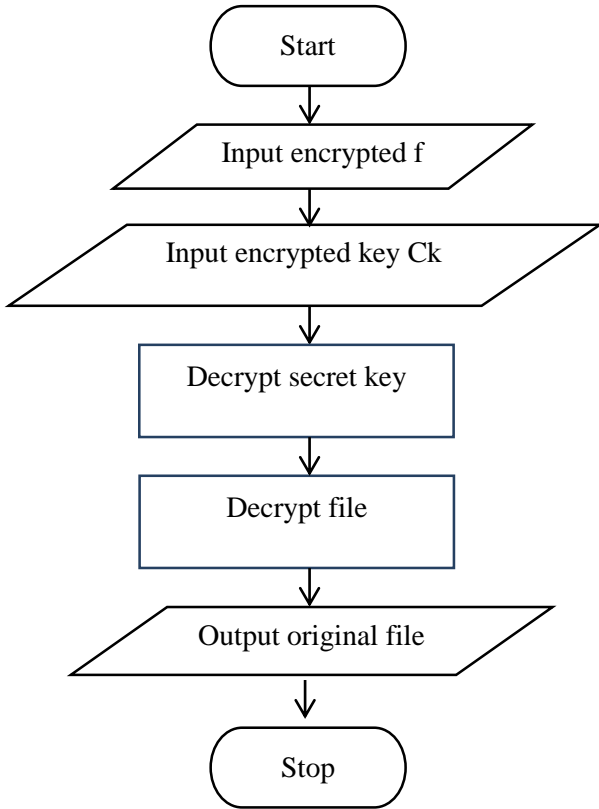 Start
Input encrypted f
Input encrypted key Ck
Decrypt secret key
Decrypt file
Output original file
Stop